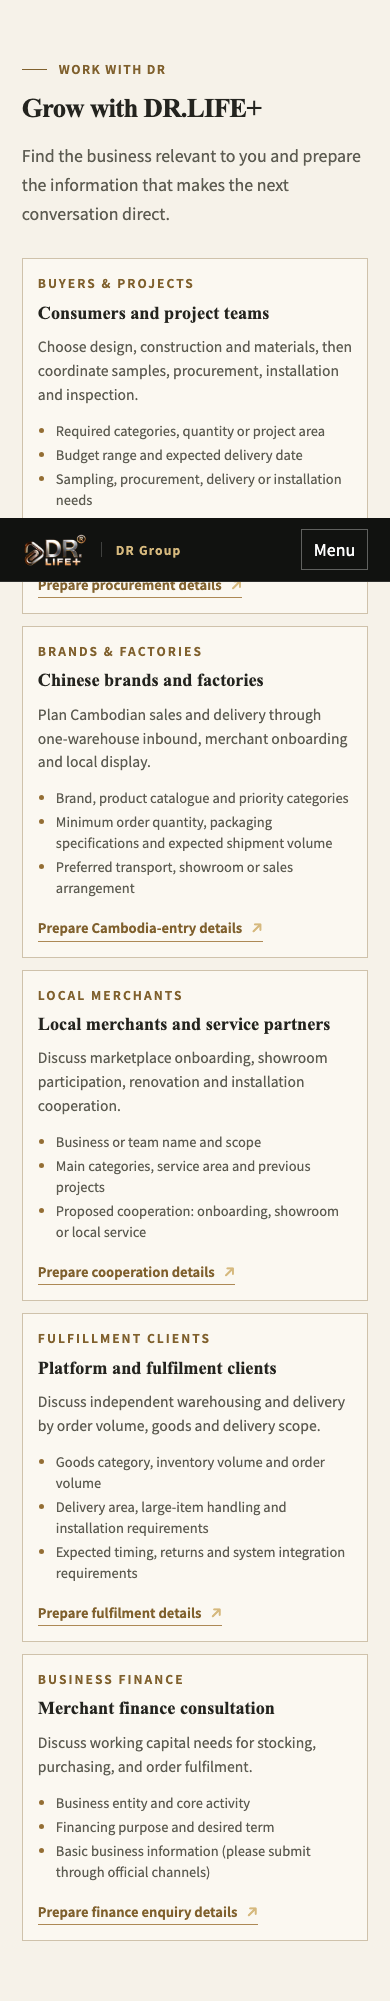 WORK WITH DR
Grow with DR.LIFE+
Find the business relevant to you and prepare
the information that makes the next
conversation direct.
BUYERS & PROJECTS
Consumers and project teams
Choose design, construction and materials, then
coordinate samples, procurement, installation
and inspection.
• Required categories, quantity or project area
• Budget range and expected delivery date
• Sampling, procurement, delivery or installation
needs
DR.® LIFE+
DR Group
Menu
Prepare procurement details ↗
BRANDS & FACTORIES
Chinese brands and factories
Plan Cambodian sales and delivery through
one-warehouse inbound, merchant onboarding
and local display.
• Brand, product catalogue and priority categories
• Minimum order quantity, packaging
specifications and expected shipment volume
• Preferred transport, showroom or sales
arrangement
Prepare Cambodia-entry details ↗
LOCAL MERCHANTS
Local merchants and service partners
Discuss marketplace onboarding, showroom
participation, renovation and installation
cooperation.
• Business or team name and scope
• Main categories, service area and previous
projects
• Proposed cooperation: onboarding, showroom
or local service
Prepare cooperation details ↗
FULFILLMENT CLIENTS
Platform and fulfilment clients
Discuss independent warehousing and delivery
by order volume, goods and delivery scope.
• Goods category, inventory volume and order
volume
• Delivery area, large-item handling and
installation requirements
• Expected timing, returns and system integration
requirements
Prepare fulfilment details ↗
BUSINESS FINANCE
Merchant finance consultation
Discuss working capital needs for stocking,
purchasing, and order fulfilment.
• Business entity and core activity
• Financing purpose and desired term
• Basic business information (please submit
through official channels)
Prepare finance enquiry details ↗